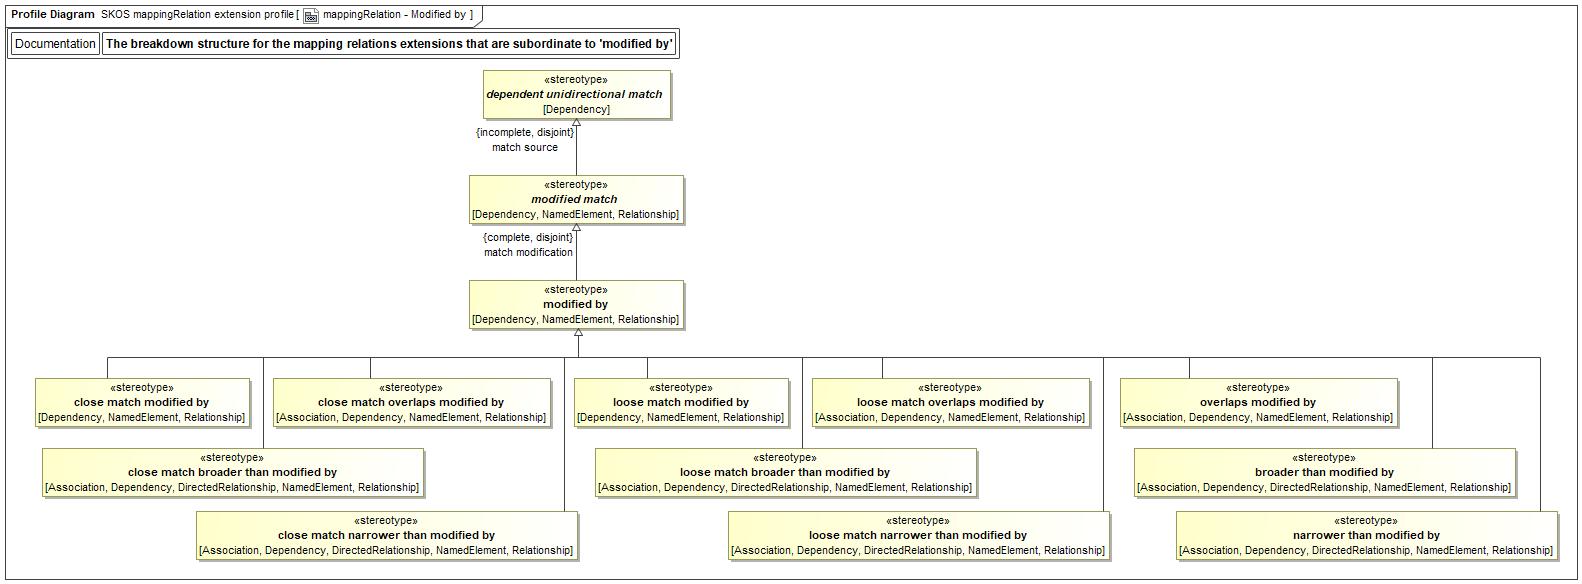 Profile Diagram SKOS mappingRelation extension profile [ mappingRelation - Modified by ]
Documentation The breakdown structure for the mapping relations extensions that are subordinate to 'modified by'
«stereotype»
dependent unidirectional match
[Dependency]
{incomplete, disjoint}
match source
«stereotype»
modified match
[Dependency, NamedElement, Relationship]
{complete, disjoint}
match modification
«stereotype»
modified by
[Dependency, NamedElement, Relationship]
«stereotype»
close match modified by
[Dependency, NamedElement, Relationship]
«stereotype»
close match overlaps modified by
[Association, Dependency, NamedElement, Relationship]
«stereotype»
loose match modified by
[Dependency, NamedElement, Relationship]
«stereotype»
loose match overlaps modified by
[Association, Dependency, NamedElement, Relationship]
«stereotype»
overlaps modified by
[Association, Dependency, NamedElement, Relationship]
«stereotype»
close match broader than modified by
[Association, Dependency, DirectedRelationship, NamedElement, Relationship]
«stereotype»
loose match broader than modified by
[Association, Dependency, DirectedRelationship, NamedElement, Relationship]
«stereotype»
broader than modified by
[Association, Dependency, DirectedRelationship, NamedElement, Relationship]
«stereotype»
close match narrower than modified by
[Association, Dependency, DirectedRelationship, NamedElement, Relationship]
«stereotype»
loose match narrower than modified by
[Association, Dependency, DirectedRelationship, NamedElement, Relationship]
«stereotype»
narrower than modified by
[Association, Dependency, DirectedRelationship, NamedElement, Relationship]